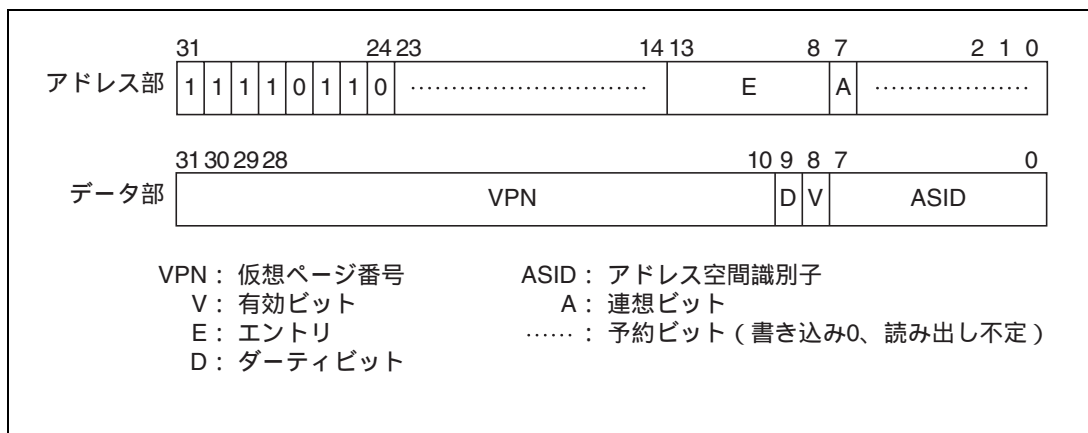 31 24 23 14 13 8 7 2 1 0
アドレス部 1 1 1 1 0 1 1 0 ………………………… E A …………………
31 30 29 28 10 9 8 7 0
データ部 VPN D V ASID
VPN： 仮想ページ番号 ASID： アドレス空間識別子
V： 有効ビット A： 連想ビット
E： エントリ ……： 予約ビット（書き込み0、読み出し不定）
D： ダーティビット